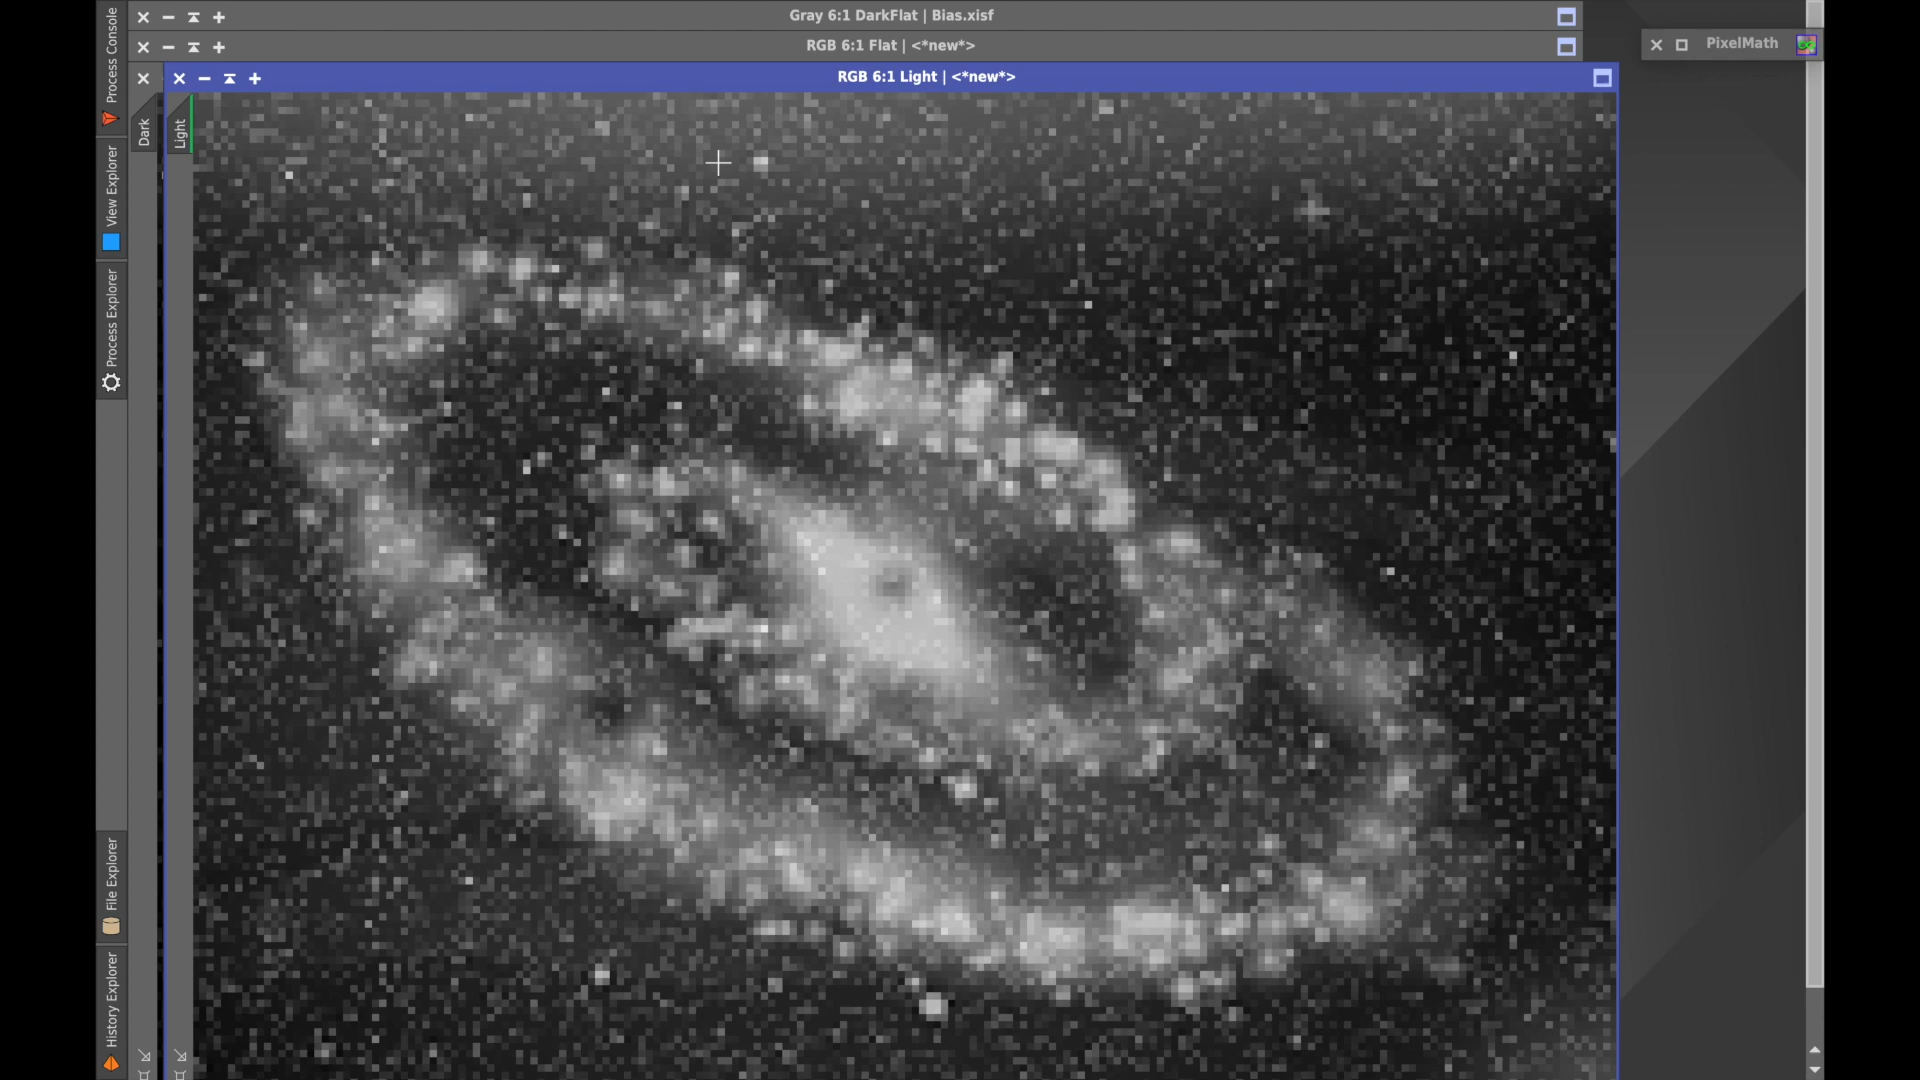 Gray 6:1 DarkFlat | Bias.xisf
RGB 6:1 Flat | <*new*>
PixelMath
RGB 6:1 Light | <*new*>
Process Console
View Explorer
Process Explorer
File Explorer
History Explorer
Dark
Light